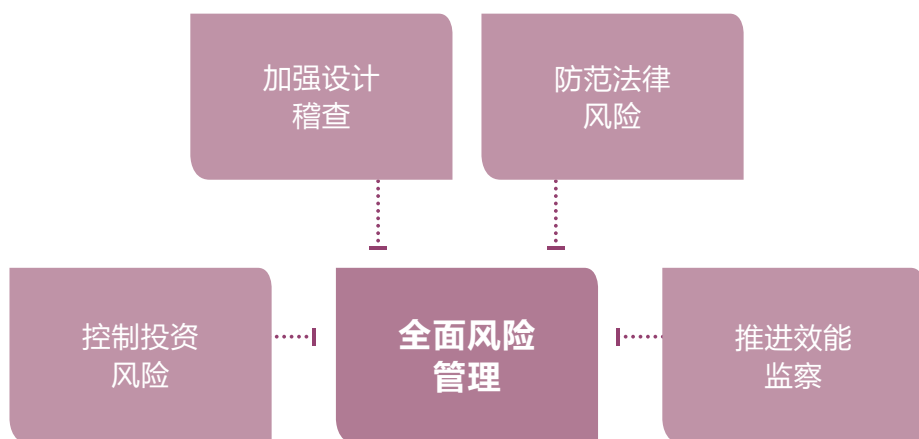 加强设计
稽查
防范法律
风险
控制投资
风险
全面风险
管理
推进效能
监察